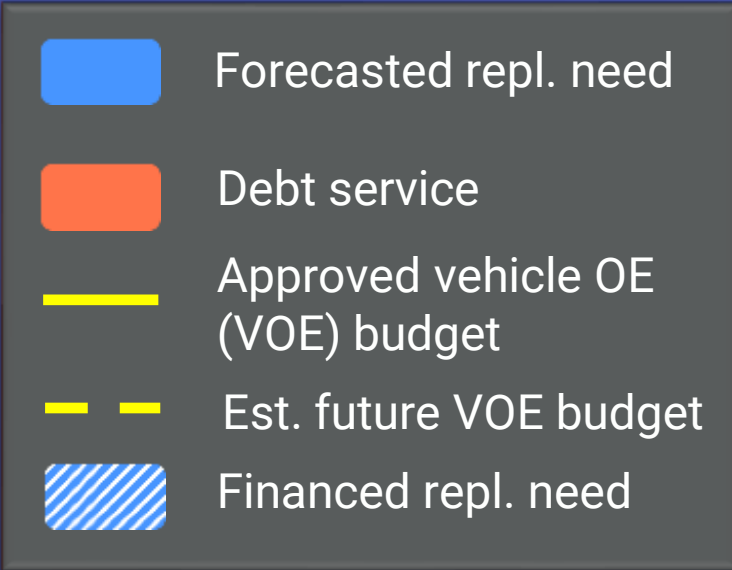 Forecasted repl. need
Debt service
Approved vehicle OE
(VOE) budget
Est. future VOE budget
Financed repl. need